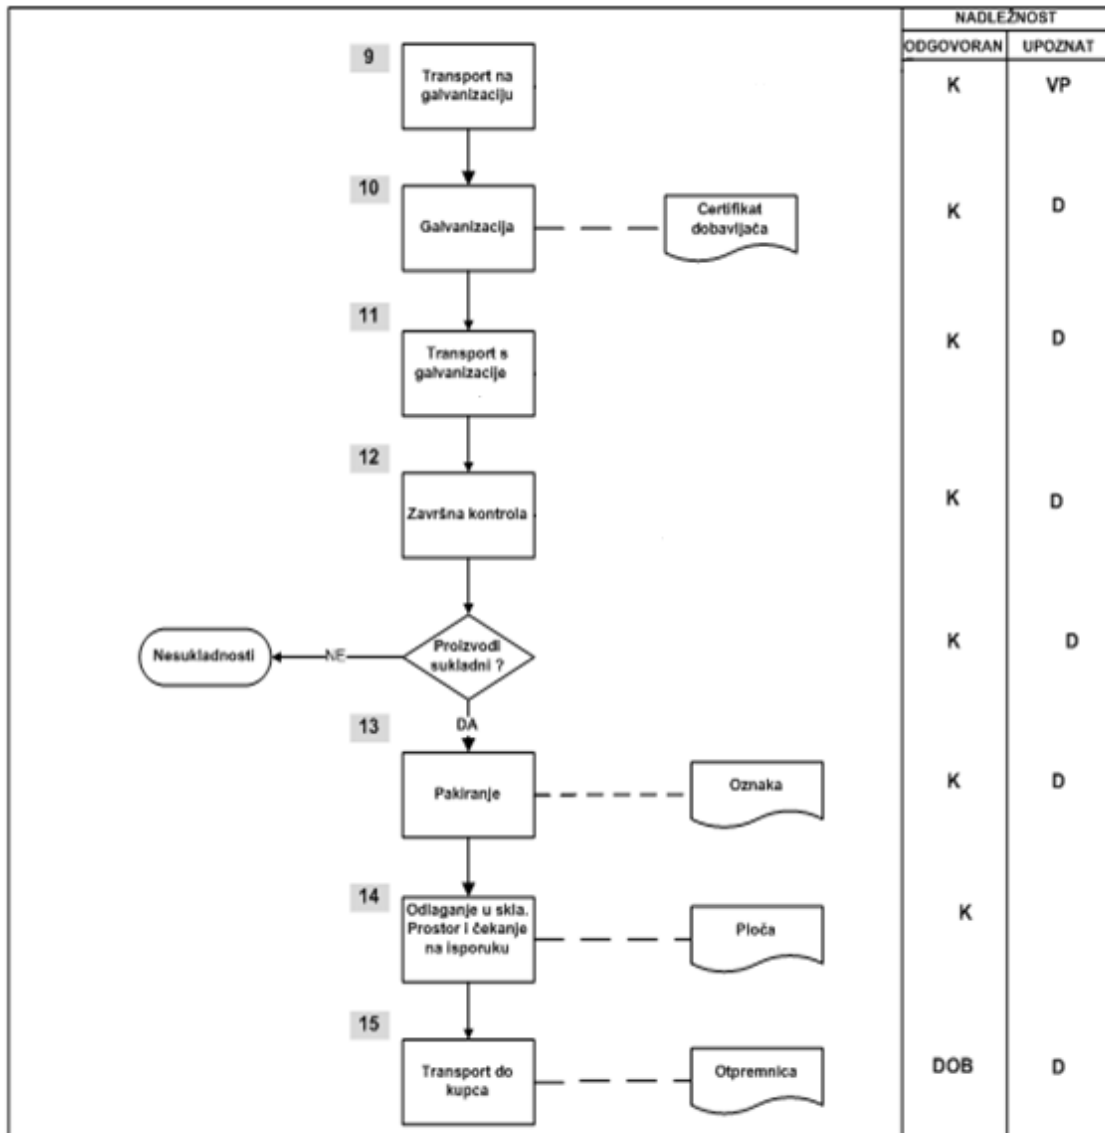 NADLEŽNOST
ODGOVORAN UPOZNAT
9
Transport na
galvanizaciju
K VP
10
Galvanizacija
Certifikat
dobavljača
K D
11
Transport s
galvanizacije
K D
12
Završna kontrola
K D
Proizvodi
sukladni ?
NE
Nesukladnosti
K D
DA
13
Pakiranje
Oznaka
K D
14
Odlaganje u skla.
Prostor i čekanje
na isporuku
Ploča
K
15
Transport do
kupca
Otpremnica
DOB D